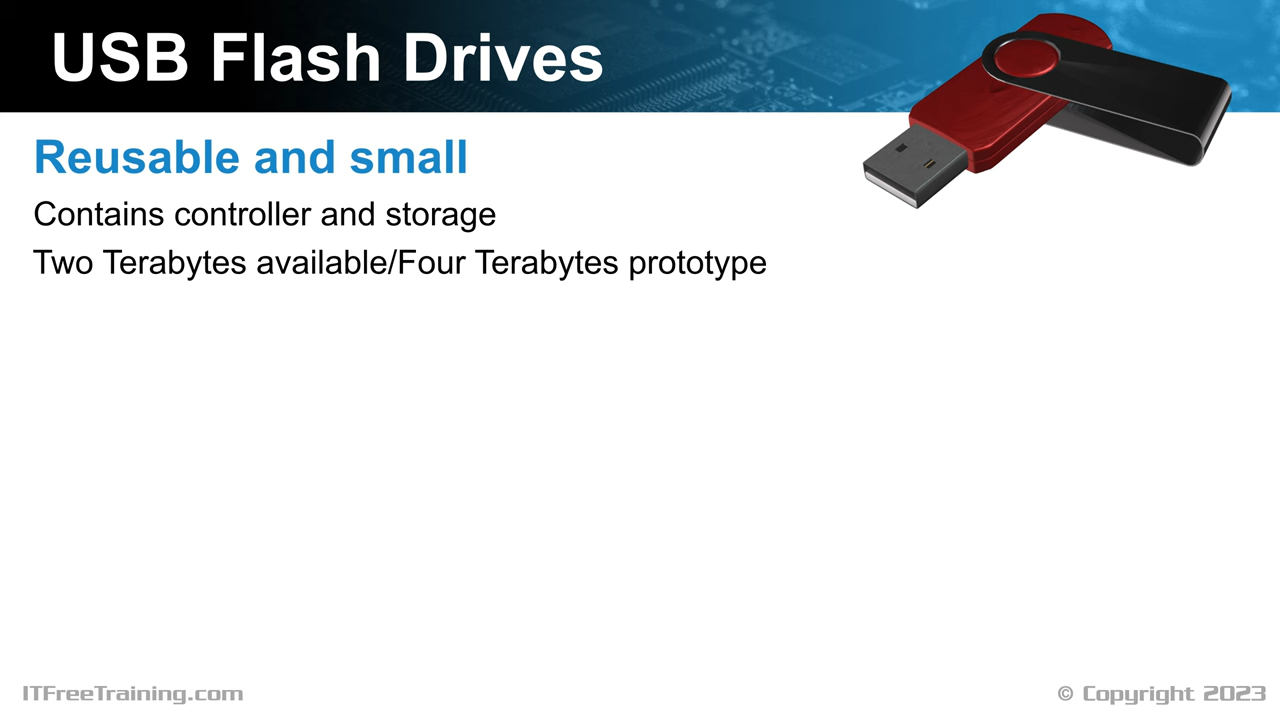 USB Flash Drives
Reusable and small
Contains controller and storage
Two Terabytes available/Four Terabytes prototype
ITFreeTraining.com
© Copyright 2023